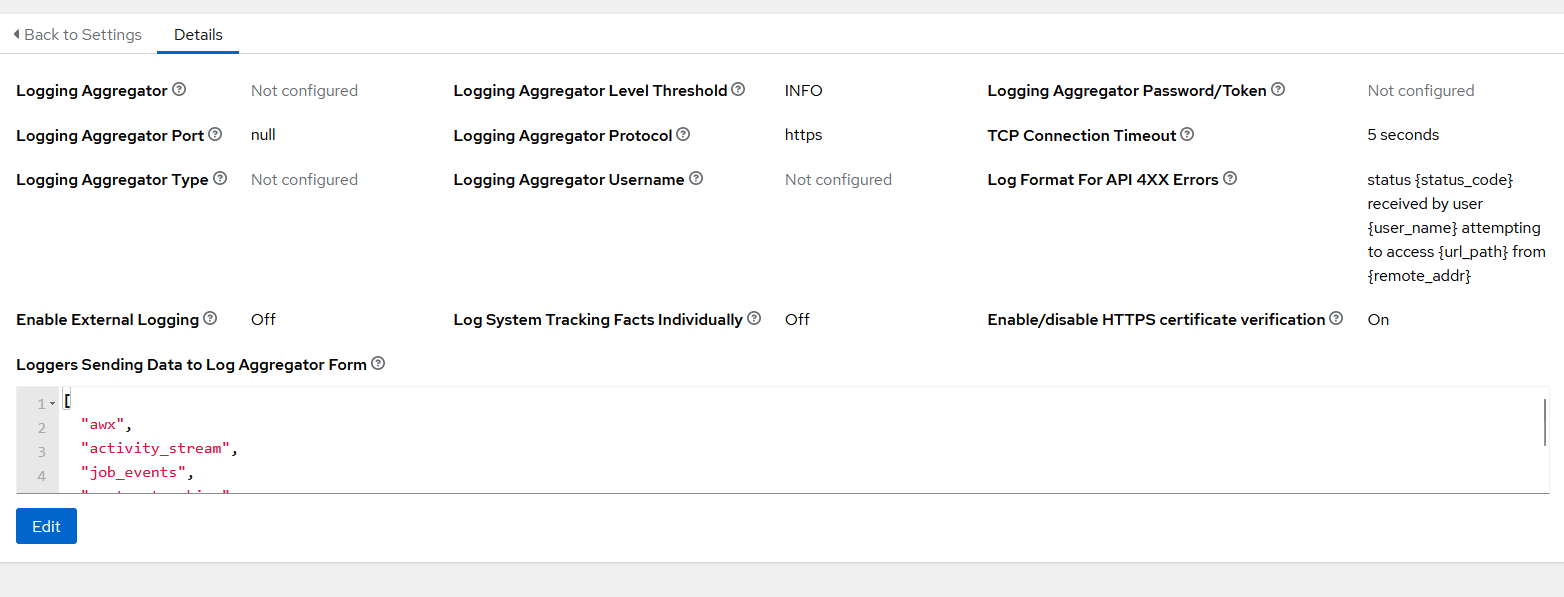 Back to Settings
Details
Logging Aggregator Not configured
Logging Aggregator Level Threshold INFO
Logging Aggregator Password/Token Not configured
Logging Aggregator Port null
Logging Aggregator Protocol https
TCP Connection Timeout 5 seconds
Logging Aggregator Type Not configured
Logging Aggregator Username Not configured
Log Format For API 4XX Errors status {status_code}
received by user
{user_name} attempting
to access {url_path} from
{remote_addr}
Enable External Logging Off
Log System Tracking Facts Individually Off
Enable/disable HTTPS certificate verification On
Loggers Sending Data to Log Aggregator Form
1 [
2 "awx",
3 "activity_stream",
4 "job_events",
Edit